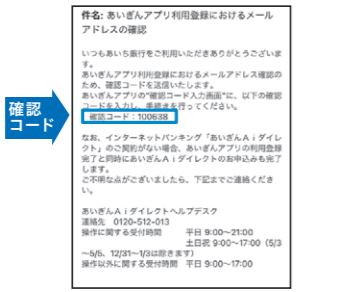 件名: あいぎんアプリ利用登録におけるメール
アドレスの確認
いつもあいち銀行をご利用いただきありがとうございま
す。
あいぎんアプリ利用登録におけるメールアドレス確認の
ため、確認コードを送信いたします。
あいぎんアプリの"確認コード入力画面"に、以下の確認
コードを入力し、手続きを行ってください。
確認コード：100638
確認
コード
なお、インターネットバンキング「あいぎんＡｉダイレ
クト」のご契約がない場合、あいぎんアプリの利用登録
完了と同時にあいぎんＡｉダイレクトのお申込みも完了
します。
ご不明な点がございましたら、下記までご連絡くださ
い。
あいぎんＡｉダイレクトヘルプデスク
連絡先　0120-512-013
操作に関する受付時間　　平日 9:00〜21:00
土日祝 9:00〜17:00（5/3
〜5/5、12/31〜1/3は除きます）
操作以外に関する受付時間　平日 9:00〜17:00